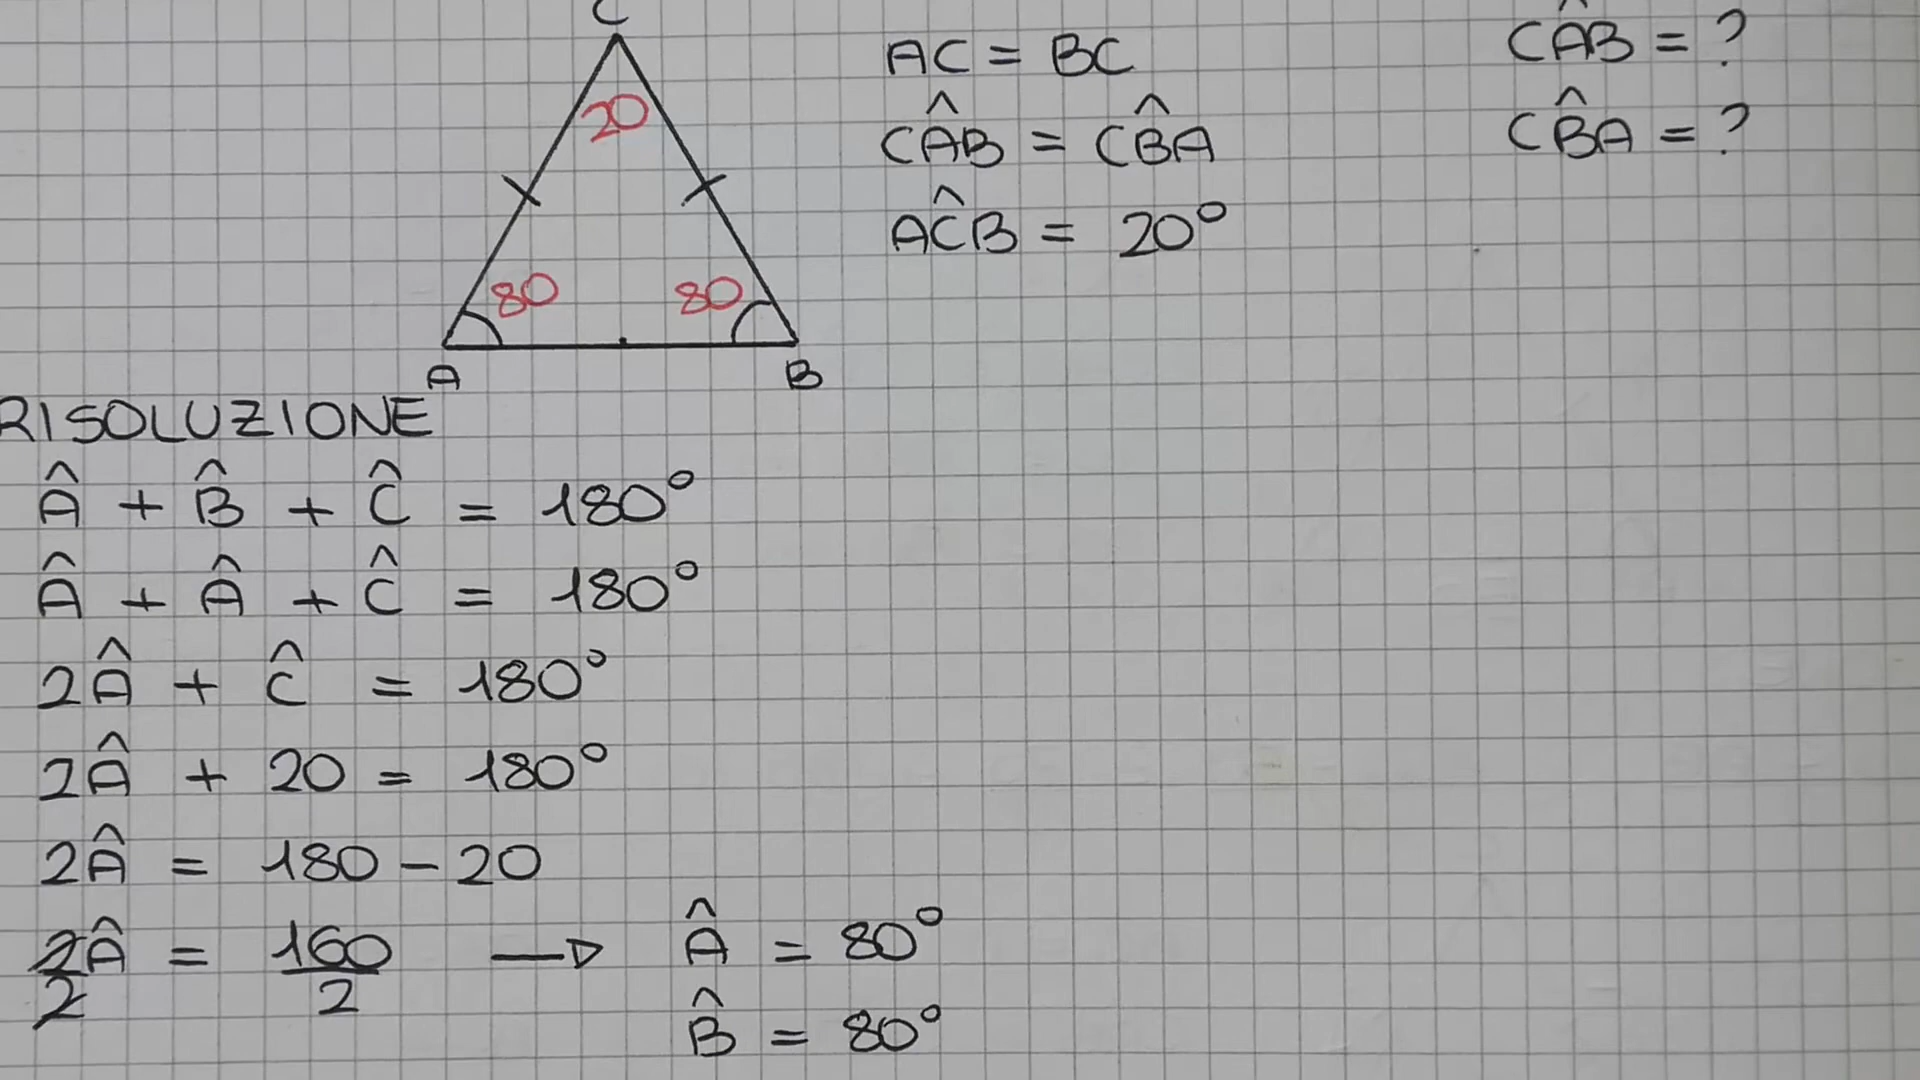 C
20
80 80
A B
AC = BC
CÂB = CB̂A
AĈB = 20°
CÂB = ?
CB̂A = ?
RISOLUZIONE
Â + B̂ + Ĉ = 180°
Â + Â + Ĉ = 180°
2Â + Ĉ = 180°
2Â + 20 = 180°
2Â = 180 - 20
2Â/2 = 160/2 → Â = 80°
B̂ = 80°